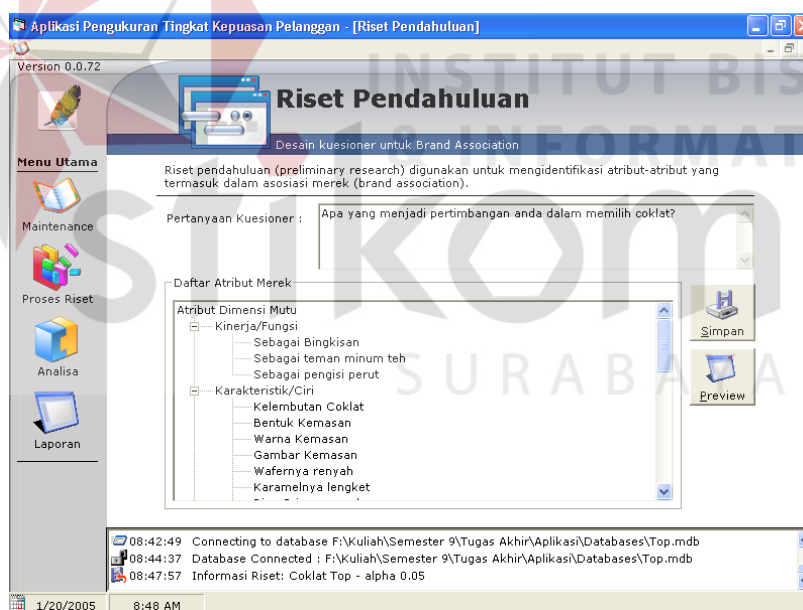 Aplikasi Pengukuran Tingkat Kepuasan Pelanggan - [Riset Pendahuluan]
Version 0.0.72
INSTITUT BIS
Riset Pendahuluan
& INFORMAT
Desain kuesioner untuk Brand Association
Menu Utama
Riset pendahuluan (preliminary research) digunakan untuk mengidentifikasi atribut-atribut yang
termasuk dalam asosiasi merek (brand association).
Maintenance
Pertanyaan Kuesioner :
Apa yang menjadi pertimbangan anda dalam memilih coklat?
stikom
Proses Riset
Daftar Atribut Merek
Atribut Dimensi Mutu
Kinerja/Fungsi
Sebagai Bingkisan
Sebagai teman minum teh
Sebagai pengisi perut
Karakteristik/Ciri
Kelembutan Coklat
Bentuk Kemasan
Warna Kemasan
Gambar Kemasan
Wafernya renyah
Karamelnya lengket
Simpan
SURABAYA
Preview
Analisa
Laporan
08:42:49 Connecting to database F:\Kuliah\Semester 9\Tugas Akhir\Aplikasi\Databases\Top.mdb
08:44:37 Database Connected : F:\Kuliah\Semester 9\Tugas Akhir\Aplikasi\Databases\Top.mdb
08:47:57 Informasi Riset: Coklat Top - alpha 0.05
1/20/2005 8:48 AM